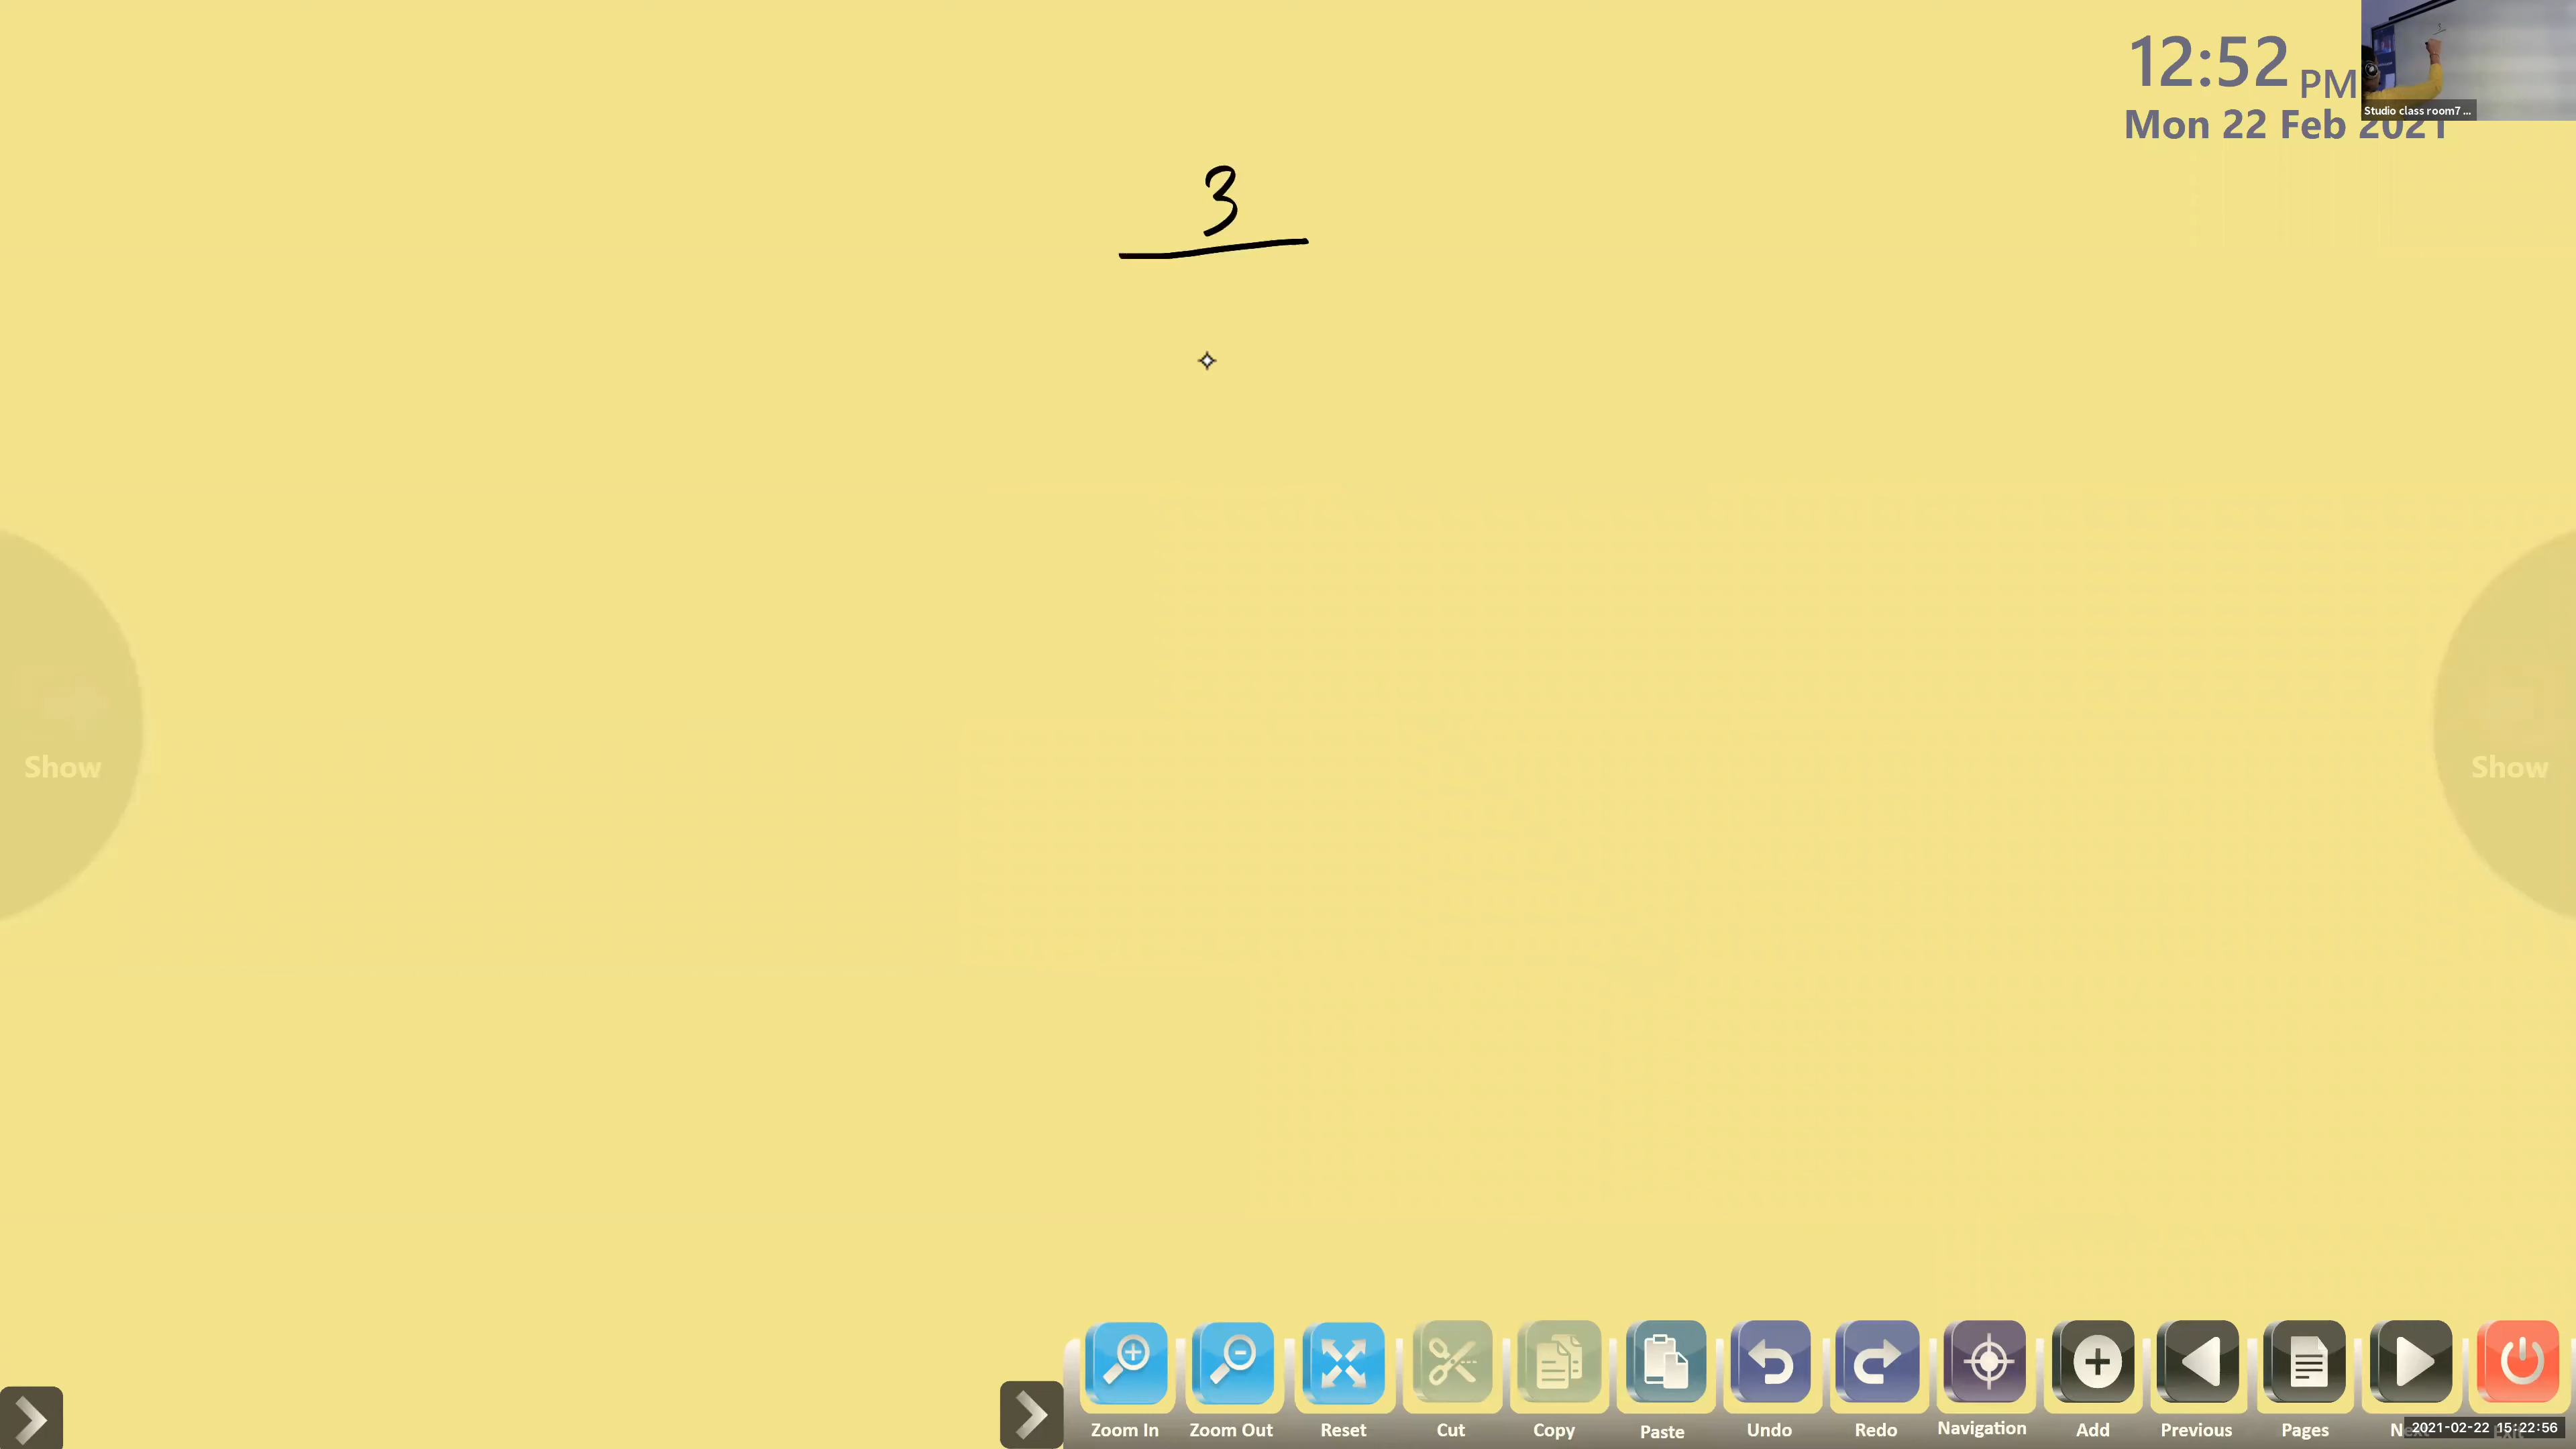 12:52 PM
Mon 22 Feb 2021
Studio class room7 ...
3
Show
Show
Zoom In Zoom Out Reset Cut Copy Paste Undo Redo Navigation Add Previous Pages
2021-02-22 15:22:56